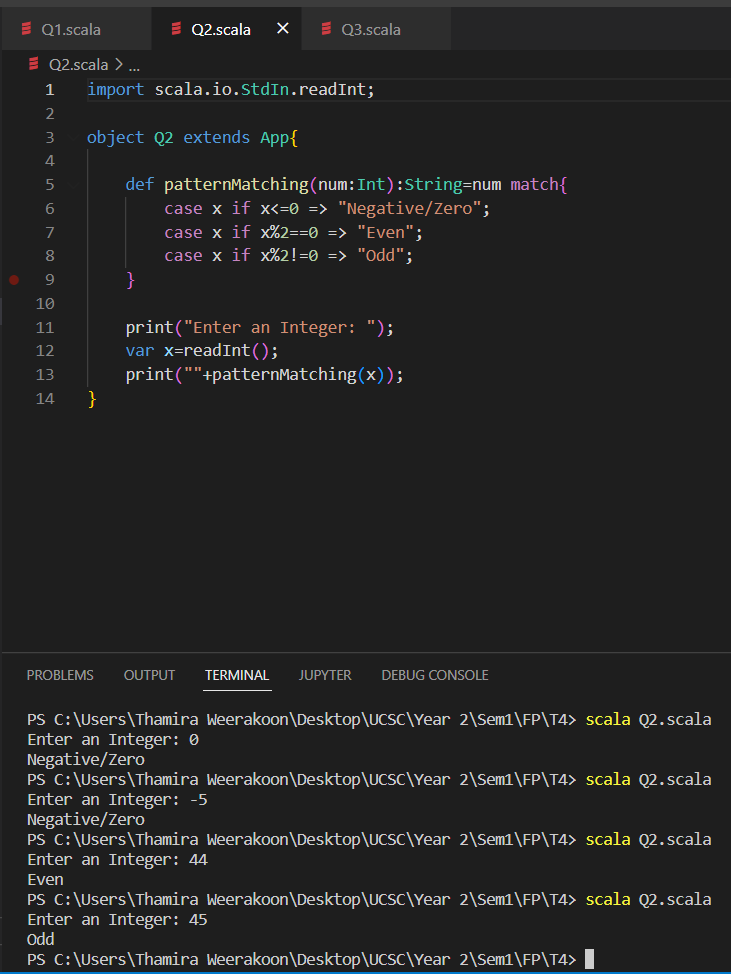 Q1.scala Q2.scala × Q3.scala
Q2.scala > ...
1 import scala.io.StdIn.readInt;
2
3 object Q2 extends App{
4
5     def patternMatching(num:Int):String=num match{
6         case x if x<=0 => "Negative/Zero";
7         case x if x%2==0 => "Even";
8         case x if x%2!=0 => "Odd";
9     }
10
11     print("Enter an Integer: ");
12     var x=readInt();
13     print(""+patternMatching(x));
14 }
PROBLEMS OUTPUT TERMINAL JUPYTER DEBUG CONSOLE
PS C:\Users\Thamira Weerakoon\Desktop\UCSC\Year 2\Sem1\FP\T4> scala Q2.scala
Enter an Integer: 0
Negative/Zero
PS C:\Users\Thamira Weerakoon\Desktop\UCSC\Year 2\Sem1\FP\T4> scala Q2.scala
Enter an Integer: -5
Negative/Zero
PS C:\Users\Thamira Weerakoon\Desktop\UCSC\Year 2\Sem1\FP\T4> scala Q2.scala
Enter an Integer: 44
Even
PS C:\Users\Thamira Weerakoon\Desktop\UCSC\Year 2\Sem1\FP\T4> scala Q2.scala
Enter an Integer: 45
Odd
PS C:\Users\Thamira Weerakoon\Desktop\UCSC\Year 2\Sem1\FP\T4>